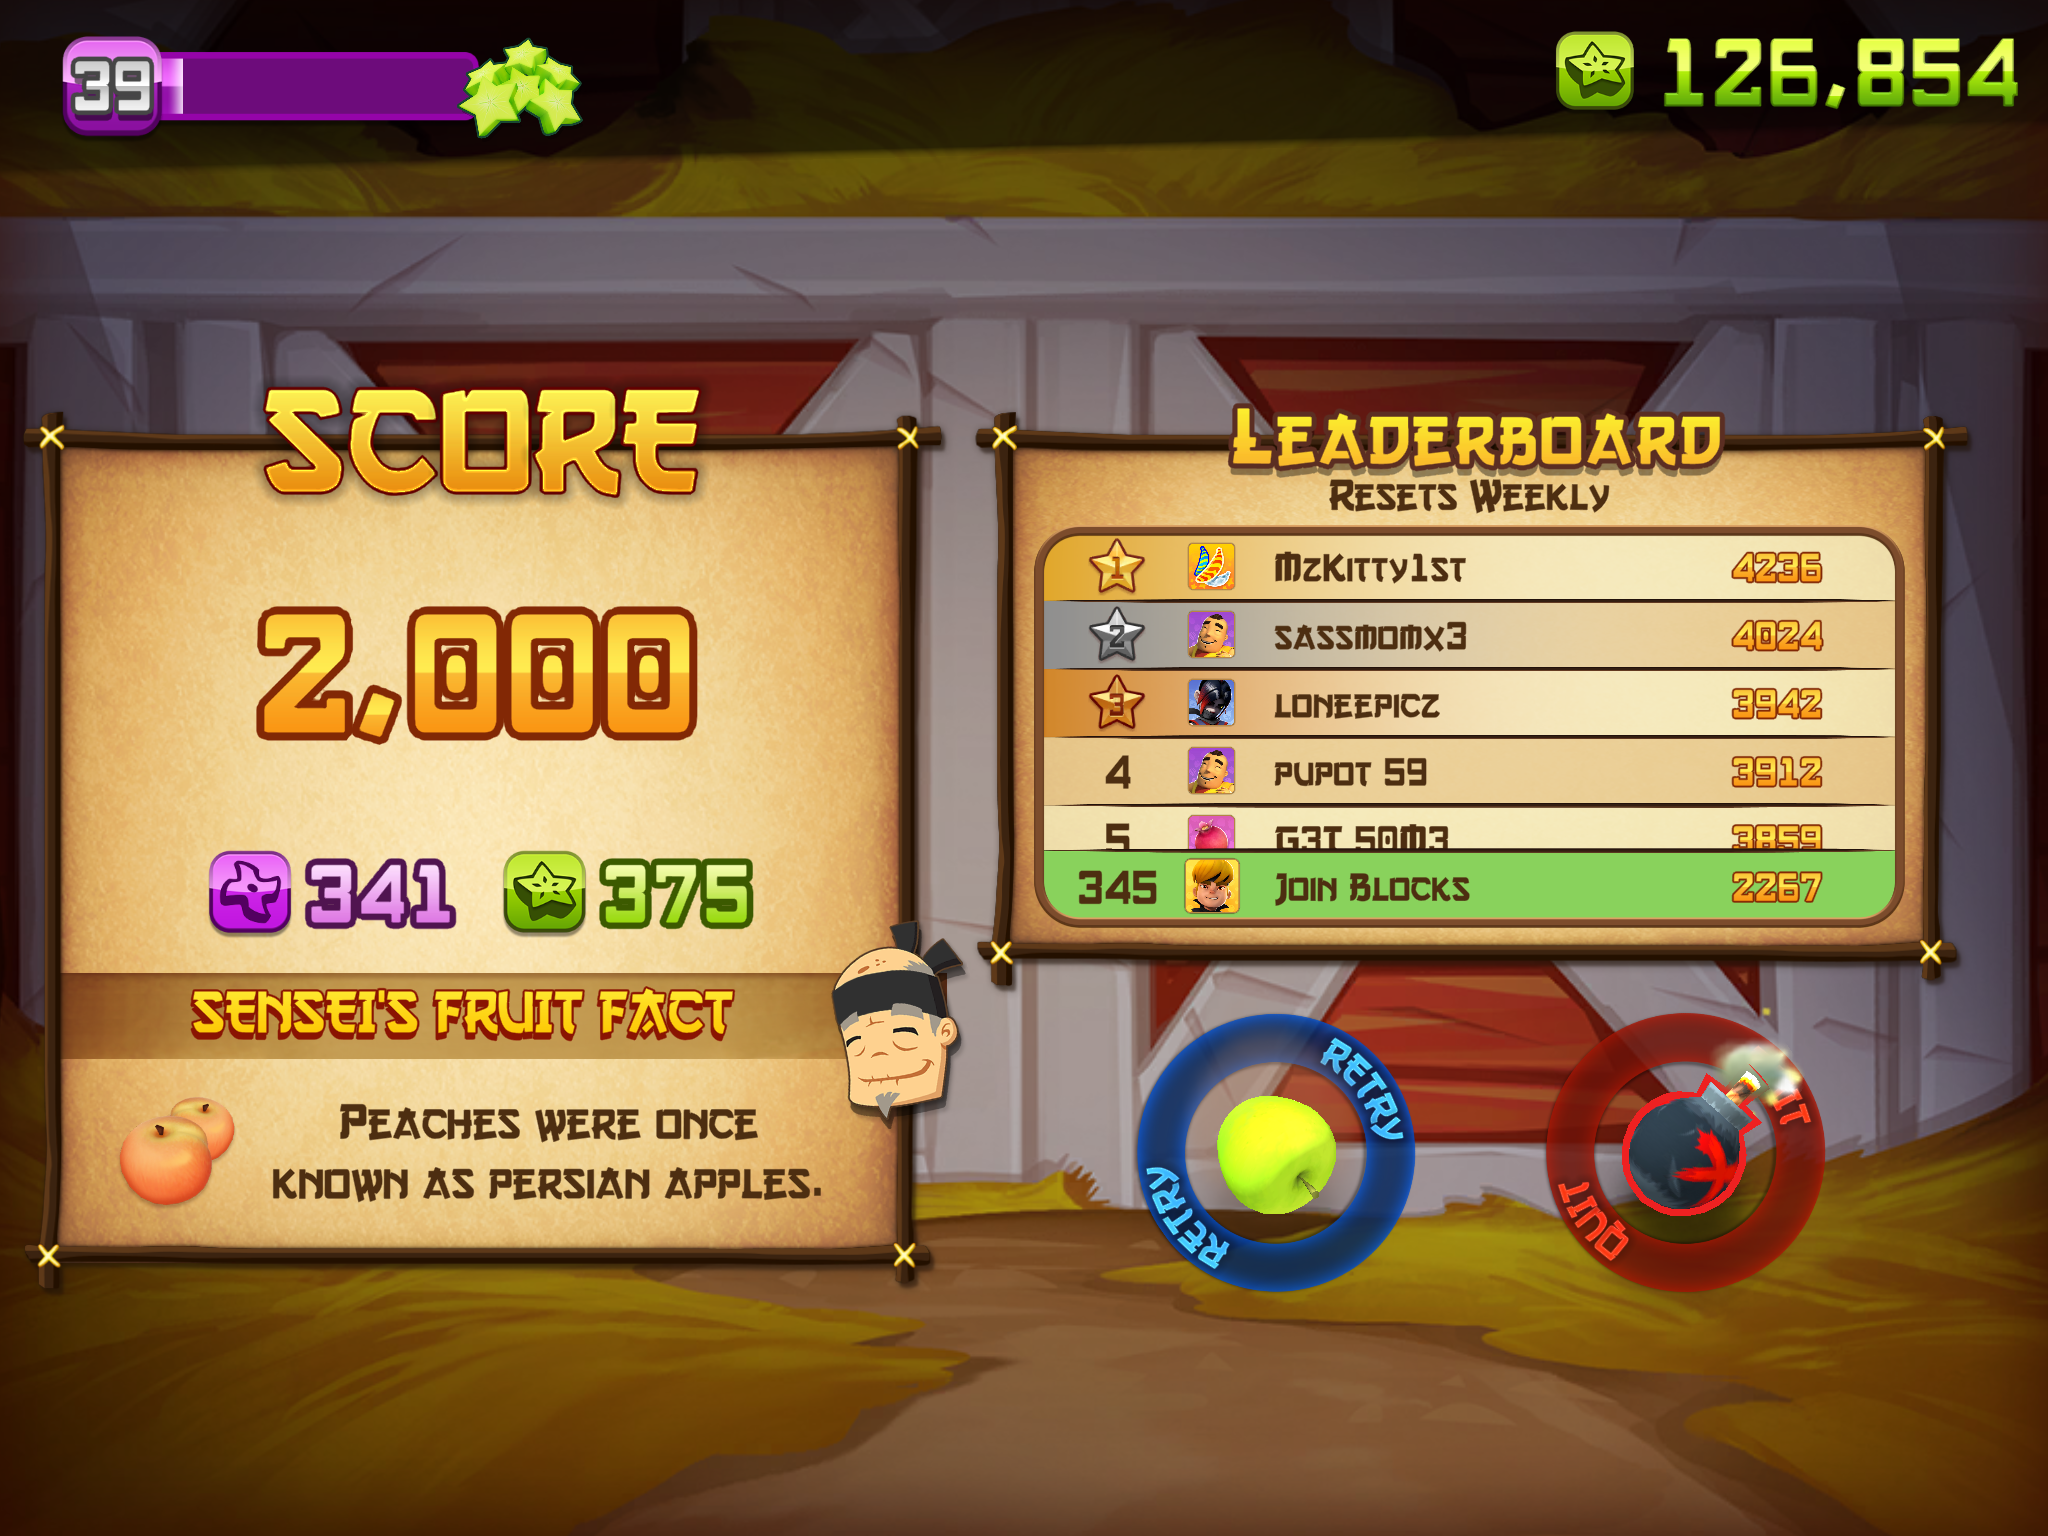 39
126,854
SCORE
2,000
341
375
SENSEI'S FRUIT FACT
PEACHES WERE ONCE
KNOWN AS PERSIAN APPLES.
LEADERBOARD
RESETS WEEKLY
1 MzKitty1st 4236
2 sassmomx3 4024
3 loneepicz 3942
4 pupot 59 3912
5 G3T 50M3 3859
345 Join Blocks 2267
RETRY
RETRY
QUIT